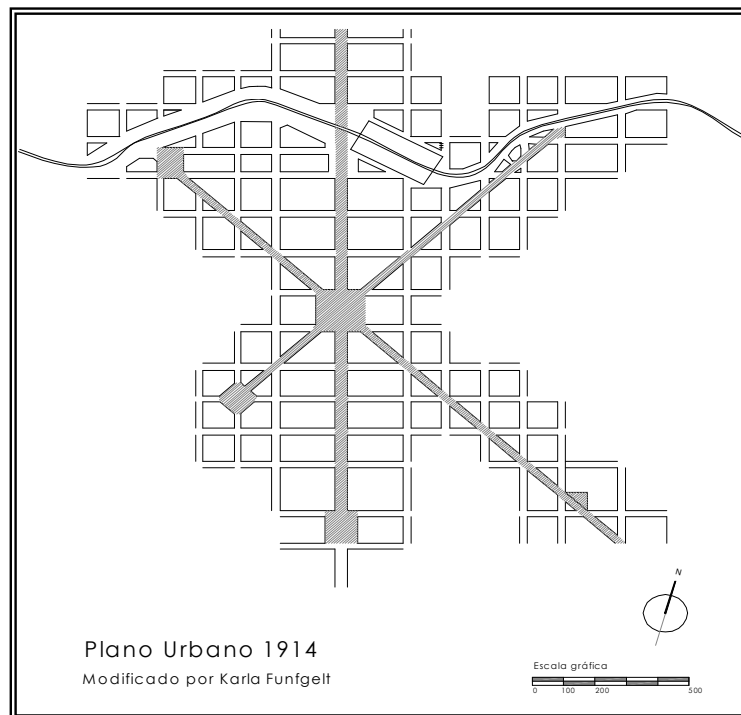 N
Plano Urbano 1914
Modificado por Karla Funfgelt
Escala gráfica
0 100 200 500